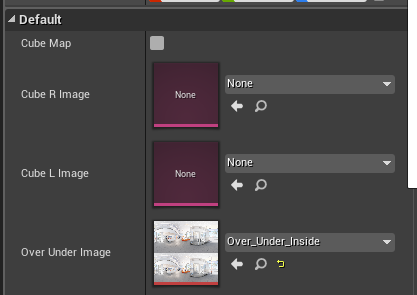 Default
Cube Map
Cube R Image
None
None
Cube L Image
None
None
Over Under Image
Over_Under_Inside